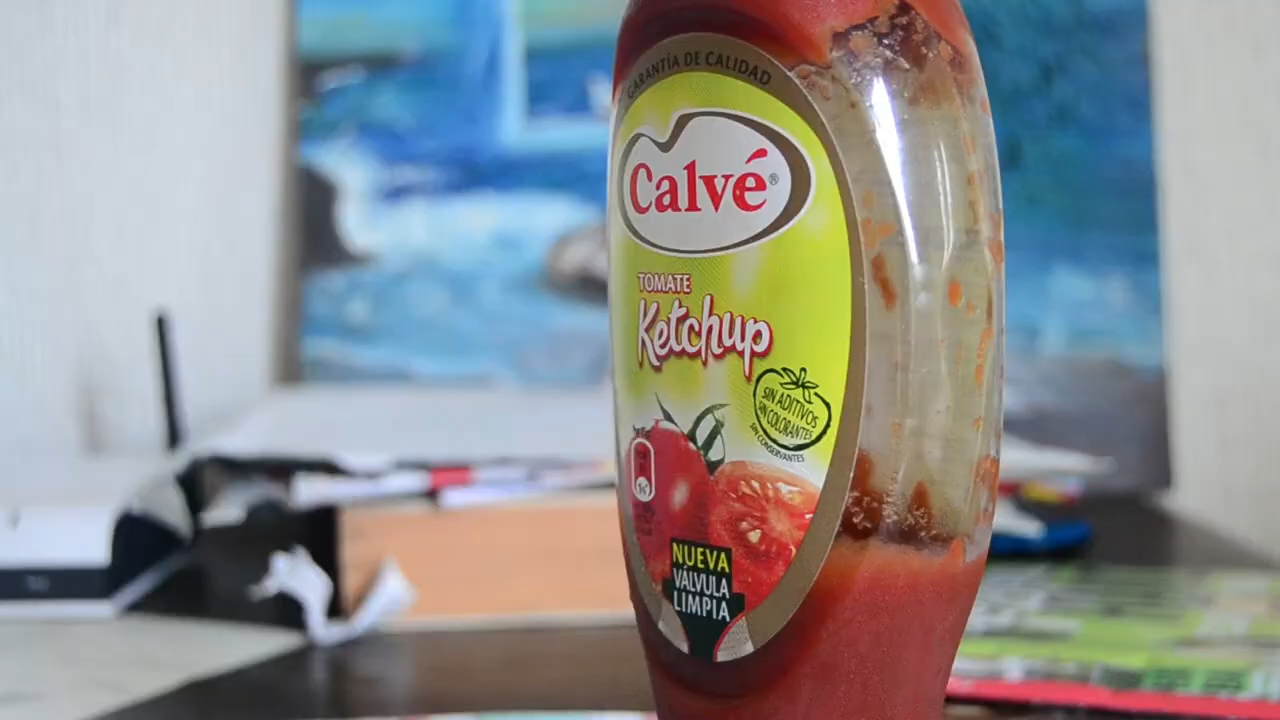 GARANTÍA DE CALIDAD
Calvé®
TOMATE
Ketchup
SIN ADITIVOS
SIN COLORANTES
SIN CONSERVANTES
NUEVA
VÁLVULA
LIMPIA